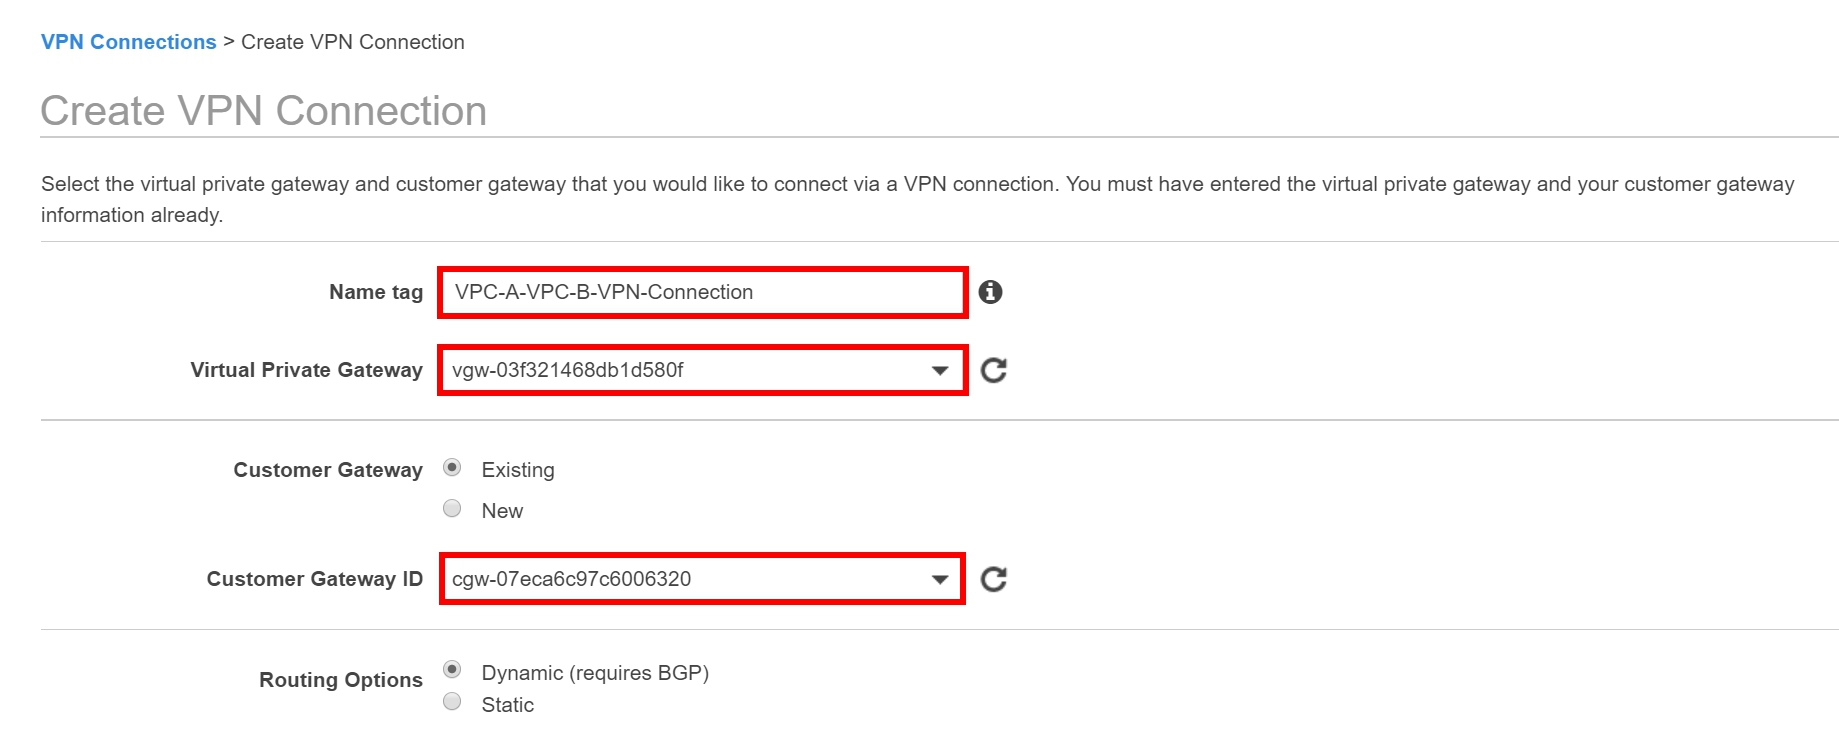 VPN Connections > Create VPN Connection
Create VPN Connection
Select the virtual private gateway and customer gateway that you would like to connect via a VPN connection. You must have entered the virtual private gateway and your customer gateway
information already.
Name tag VPC-A-VPC-B-VPN-Connection
Virtual Private Gateway vgw-03f321468db1d580f
Customer Gateway Existing
New
Customer Gateway ID cgw-07eca6c97c6006320
Routing Options Dynamic (requires BGP)
Static